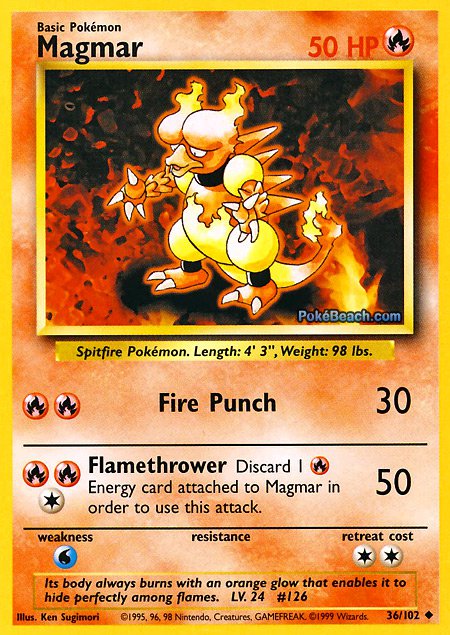 Basic Pokémon
Magmar
50 HP
PokéBeach.com
Spitfire Pokémon. Length: 4' 3", Weight: 98 lbs.
Fire Punch 30
Flamethrower Discard 1
Energy card attached to Magmar in
order to use this attack.
50
weakness resistance retreat cost
Its body always burns with an orange glow that enables it to
hide perfectly among flames. LV. 24 #126
Illus. Ken Sugimori ©1995, 96, 98 Nintendo, Creatures, GAMEFREAK. ©1999 Wizards. 36/102